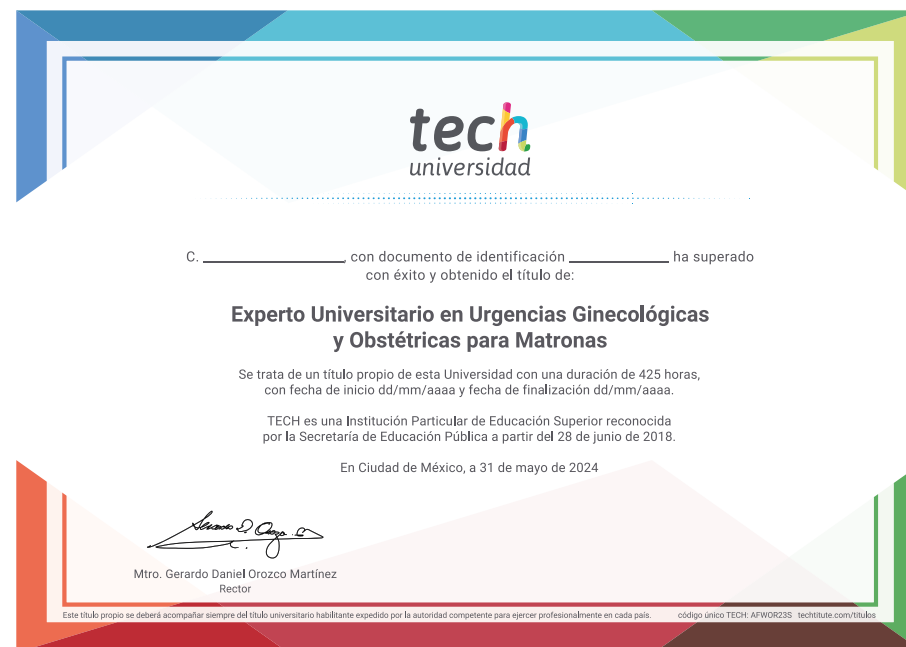 tech
universidad
C. ____________, con documento de identificación ____________ ha superado
con éxito y obtenido el título de:
Experto Universitario en Urgencias Ginecológicas
y Obstétricas para Matronas
Se trata de un título propio de esta Universidad con una duración de 425 horas,
con fecha de inicio dd/mm/aaaa y fecha de finalización dd/mm/aaaa.
TECH es una Institución Particular de Educación Superior reconocida
por la Secretaría de Educación Pública a partir del 28 de junio de 2018.
En Ciudad de México, a 31 de mayo de 2024
Mtro. Gerardo Daniel Orozco Martínez
Rector
Este título propio se deberá acompañar siempre del título universitario habilitante expedido por la autoridad competente para ejercer profesionalmente en cada país. código único TECH: AFWOR23S techtitute.com/titulos